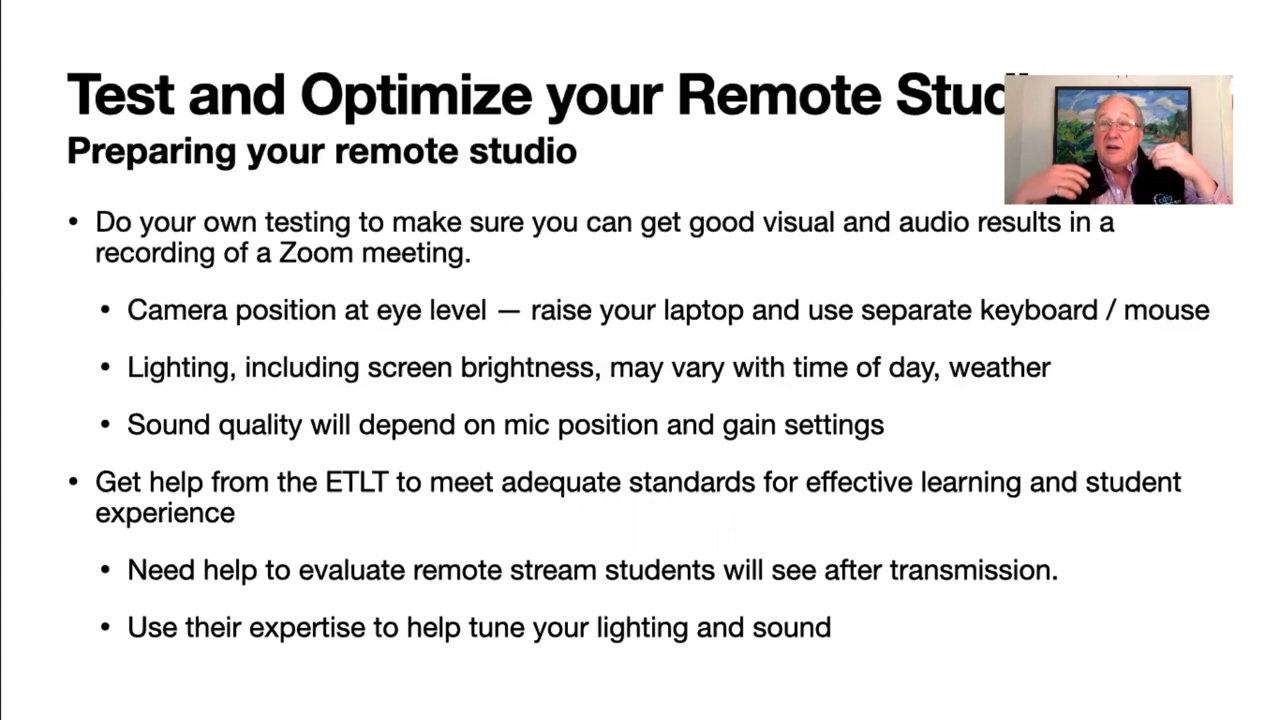 Test and Optimize your Remote
Preparing your remote studio
• Do your own testing to make sure you can get good visual and audio results in a
recording of a Zoom meeting.
• Camera position at eye level — raise your laptop and use separate keyboard / mouse
• Lighting, including screen brightness, may vary with time of day, weather
• Sound quality will depend on mic position and gain settings
• Get help from the ETLT to meet adequate standards for effective learning and student
experience
• Need help to evaluate remote stream students will see after transmission.
• Use their expertise to help tune your lighting and sound